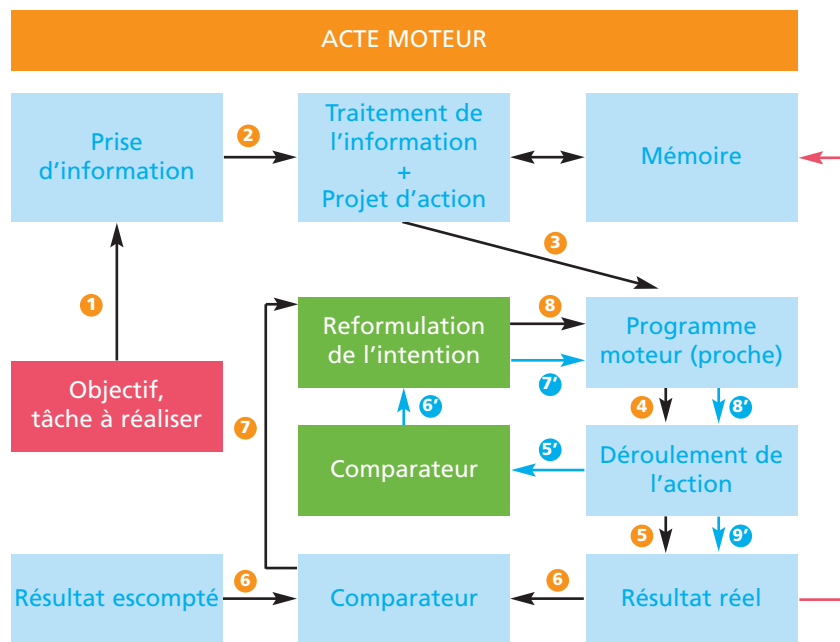 ACTE MOTEUR
Prise
d'information
2
Traitement de
l'information
+
Projet d'action
Mémoire
3
1
Objectif,
tâche à réaliser
7
Reformulation
de l'intention
8
7'
Programme
moteur (proche)
6'
4
8'
Comparateur
5'
Déroulement de
l'action
5
9'
Résultat escompté
6
Comparateur
6
Résultat réel